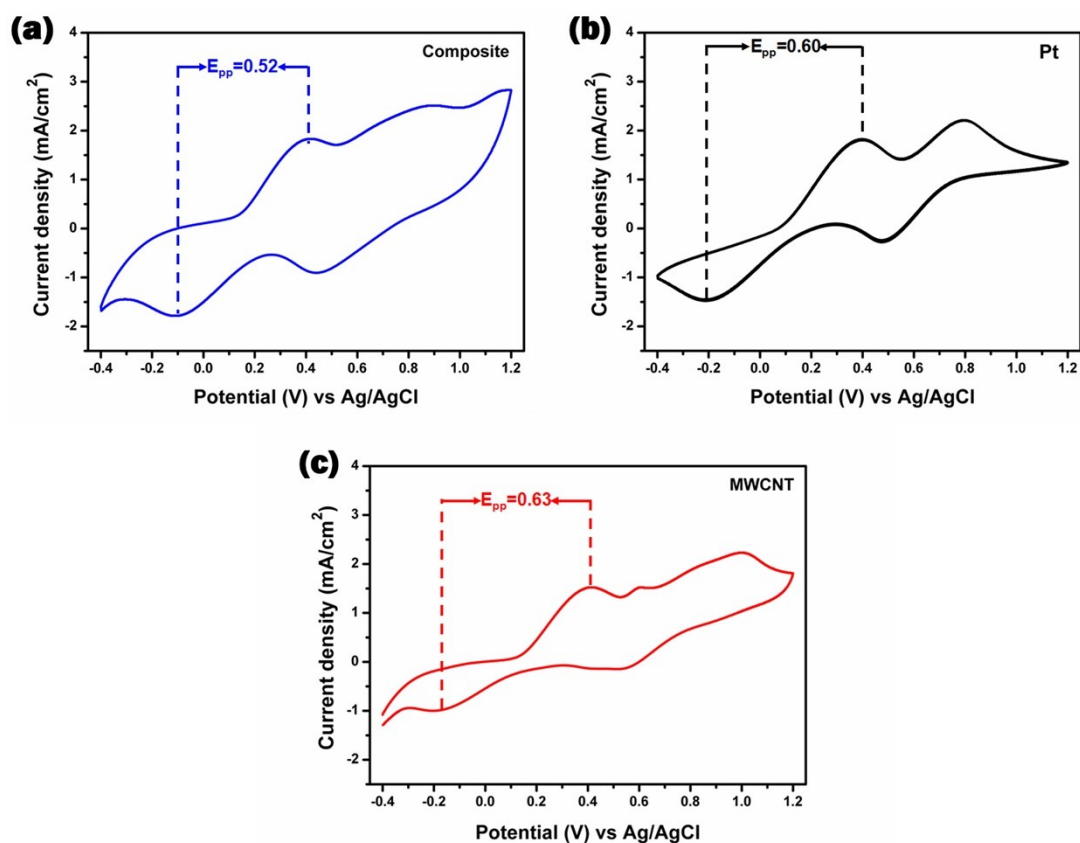 (a)
Composite
E_pp=0.52
Current density (mA/cm²)
4
3
2
1
0
-1
-2
-0.4 -0.2 0.0 0.2 0.4 0.6 0.8 1.0 1.2
Potential (V) vs Ag/AgCl
(b)
Pt
E_pp=0.60
Current density (mA/cm²)
4
3
2
1
0
-1
-2
-0.4 -0.2 0.0 0.2 0.4 0.6 0.8 1.0 1.2
Potential (V) vs Ag/AgCl
(c)
MWCNT
E_pp=0.63
Current density (mA/cm²)
4
3
2
1
0
-1
-2
-0.4 -0.2 0.0 0.2 0.4 0.6 0.8 1.0 1.2
Potential (V) vs Ag/AgCl